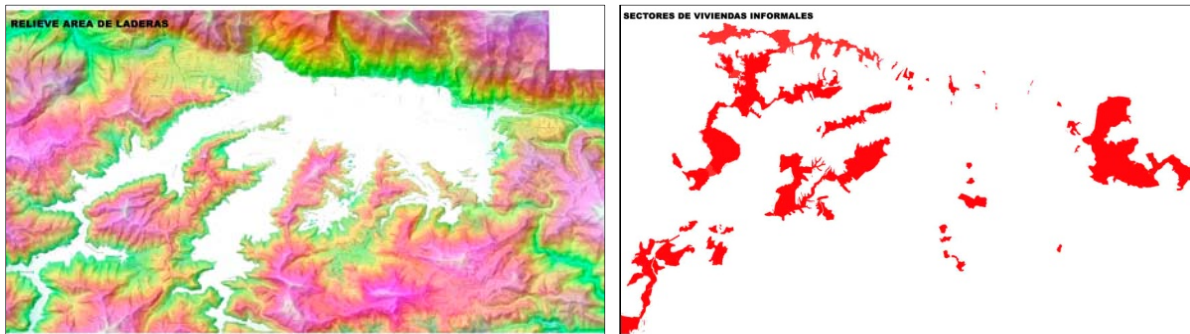 RELIEVE AREA DE LADERAS
SECTORES DE VIVIENDAS INFORMALES